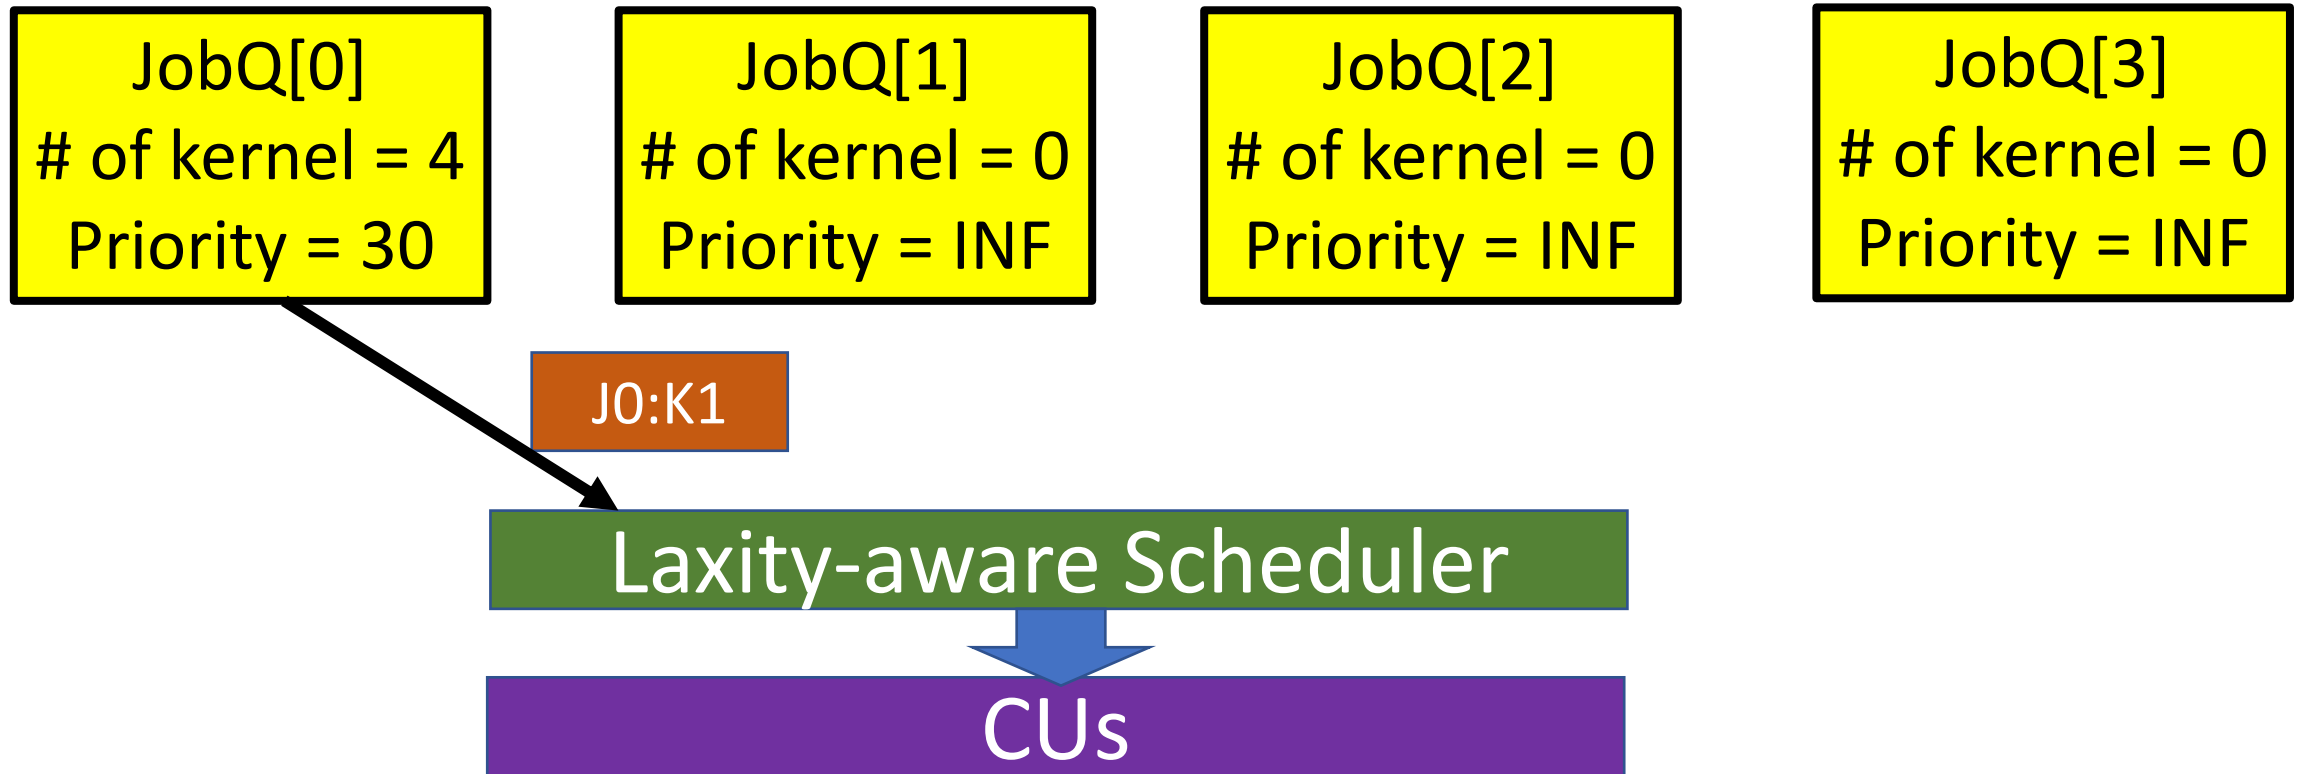 JobQ[0]
# of kernel = 4
Priority = 30
JobQ[1]
# of kernel = 0
Priority = INF
JobQ[2]
# of kernel = 0
Priority = INF
JobQ[3]
# of kernel = 0
Priority = INF
J0:K1
Laxity-aware Scheduler
CUs